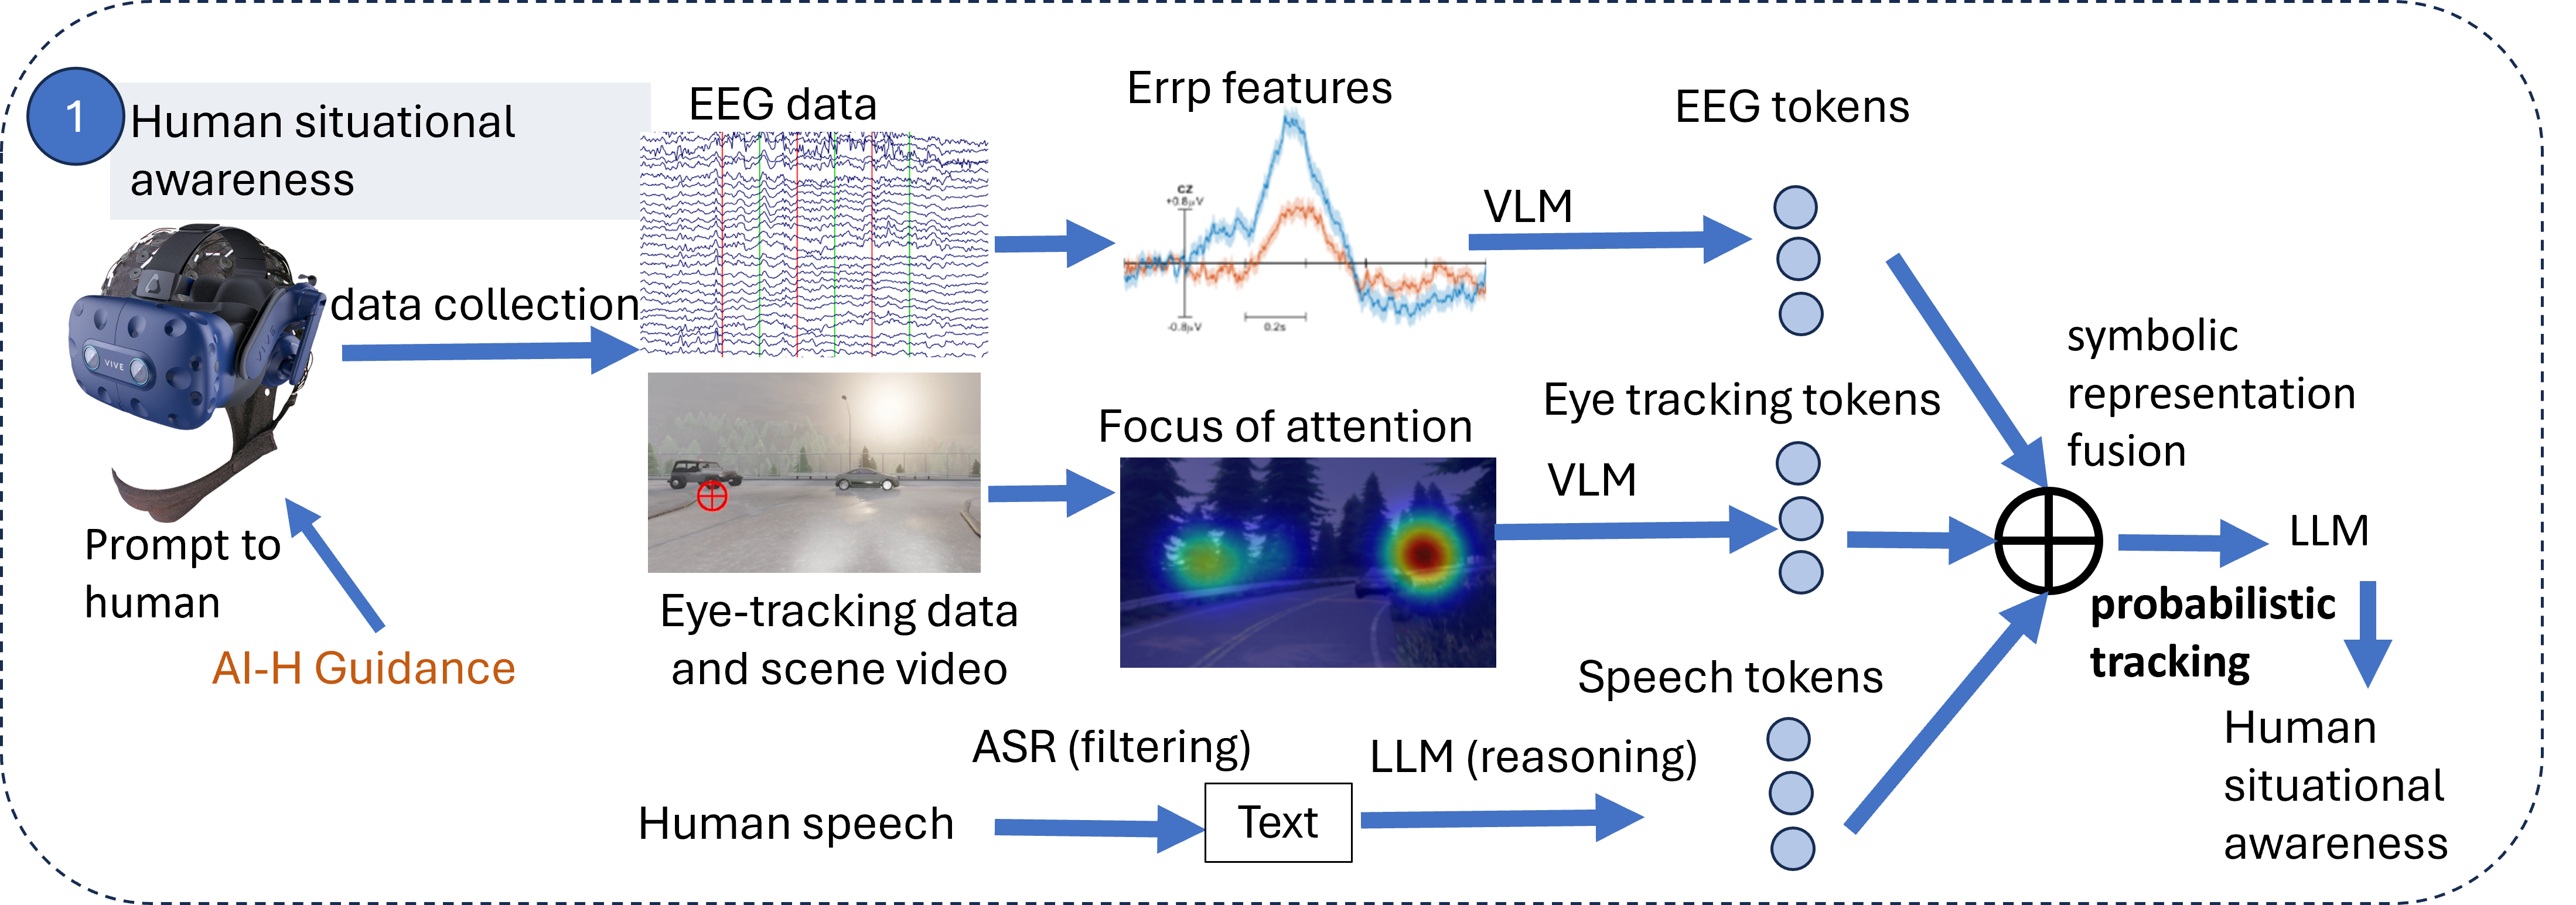 1
Human situational
awareness
EEG data
Errp features
EEG tokens
CZ
+0.8μV
-0.8μV
0.2s
VLM
data collection
VIVE
VIVE
symbolic
representation
fusion
Eye tracking tokens
Focus of attention
VLM
LLM
Prompt to
human
AI-H Guidance
Eye-tracking data
and scene video
probabilistic
tracking
Speech tokens
ASR (filtering)
LLM (reasoning)
Human speech
Text
Human
situational
awareness